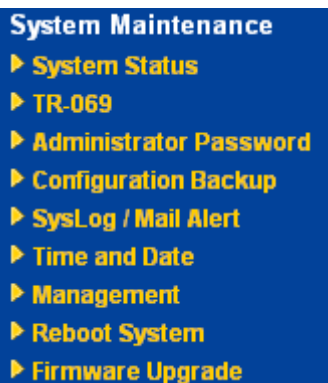 System Maintenance
System Status
TR-069
Administrator Password
Configuration Backup
SysLog / Mail Alert
Time and Date
Management
Reboot System
Firmware Upgrade